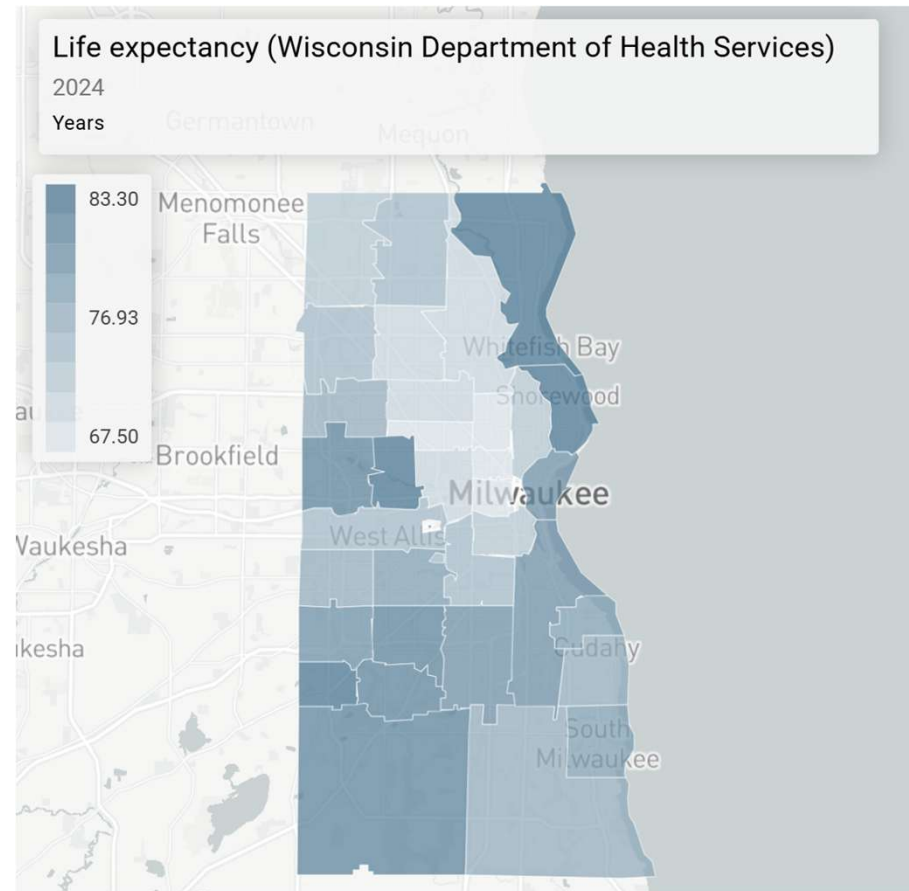 Life expectancy (Wisconsin Department of Health Services)
2024
Years
Germantown
Mequon
83.30
76.93
67.50
Menomonee
Falls
Whitefish Bay
Shorewood
Brookfield
Milwaukee
West Allis
Waukesha
kesha
Cudahy
South
Milwaukee